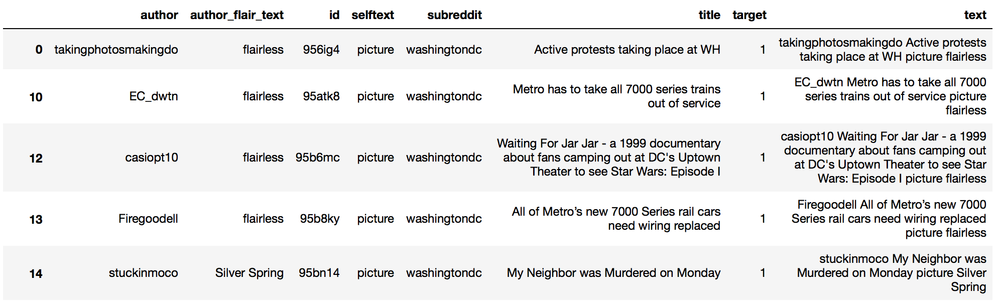 author author_flair_text id selftext subreddit title target text
0 takingphotosmakingdo flairless 956ig4 picture washingtondc Active protests taking place at WH 1 takingphotosmakingdo Active protests
taking place at WH picture flairless
10 EC_dwtn flairless 95atk8 picture washingtondc Metro has to take all 7000 series trains
out of service 1 EC_dwtn Metro has to take all 7000
series trains out of service picture
flairless
12 casiopt10 flairless 95b6mc picture washingtondc Waiting For Jar Jar - a 1999 documentary
about fans camping out at DC's Uptown
Theater to see Star Wars: Episode I 1 casiopt10 Waiting For Jar Jar - a 1999
documentary about fans camping out
at DC's Uptown Theater to see Star
Wars: Episode I picture flairless
13 Firegoodell flairless 95b8ky picture washingtondc All of Metro’s new 7000 Series rail cars
need wiring replaced 1 Firegoodell All of Metro’s new 7000
Series rail cars need wiring replaced
picture flairless
14 stuckinmoco Silver Spring 95bn14 picture washingtondc My Neighbor was Murdered on Monday 1 stuckinmoco My Neighbor was
Murdered on Monday picture Silver
Spring